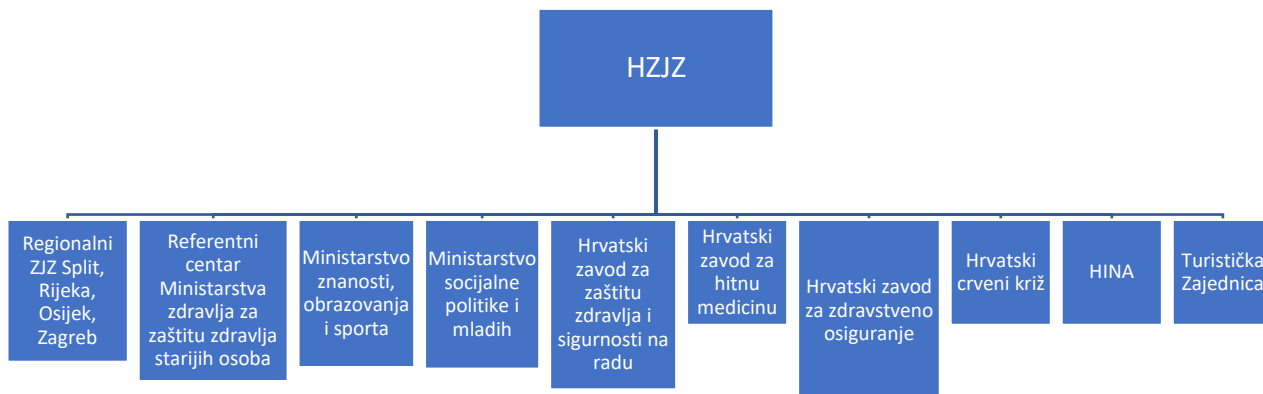 HZJZ
Regionalni
ZJZ Split,
Rijeka,
Osijek,
Zagreb
Referentni
centar
Ministarstva
zdravlja za
zaštitu zdravlja
starijih osoba
Ministarstvo
znanosti,
obrazovanja
i sporta
Ministarstvo
socijalne
politike i
mladih
Hrvatski
zavod za
zaštitu
zdravlja i
sigurnosti na
radu
Hrvatski
zavod za
hitnu
medicinu
Hrvatski zavod
za zdravstveno
osiguranje
Hrvatski
crveni križ
HINA
Turistička
Zajednica